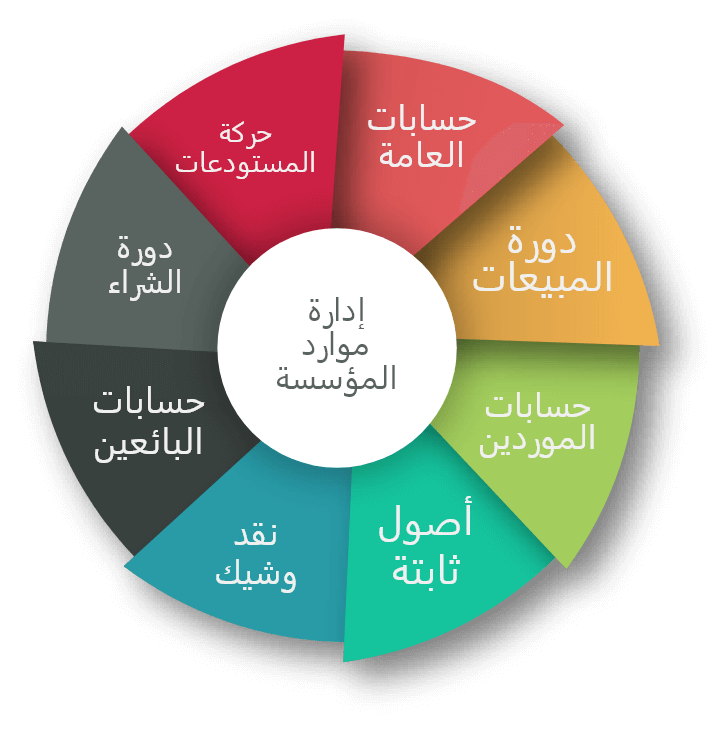 إدارة
موارد
المؤسسة
حسابات
العامة
دورة
المبيعات
حسابات
الموردين
أصول
ثابتة
نقد
وشيك
حسابات
البائعين
دورة
الشراء
حركة
المستودعات